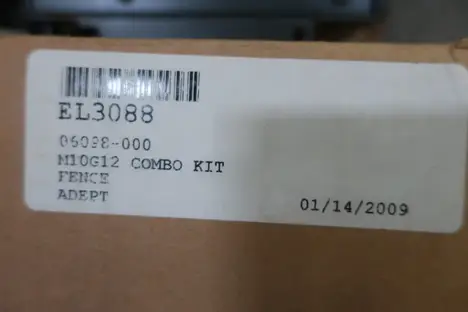 EL3088
06098-000
M10G12 COMBO KIT
FENCE
ADEPT
01/14/2009